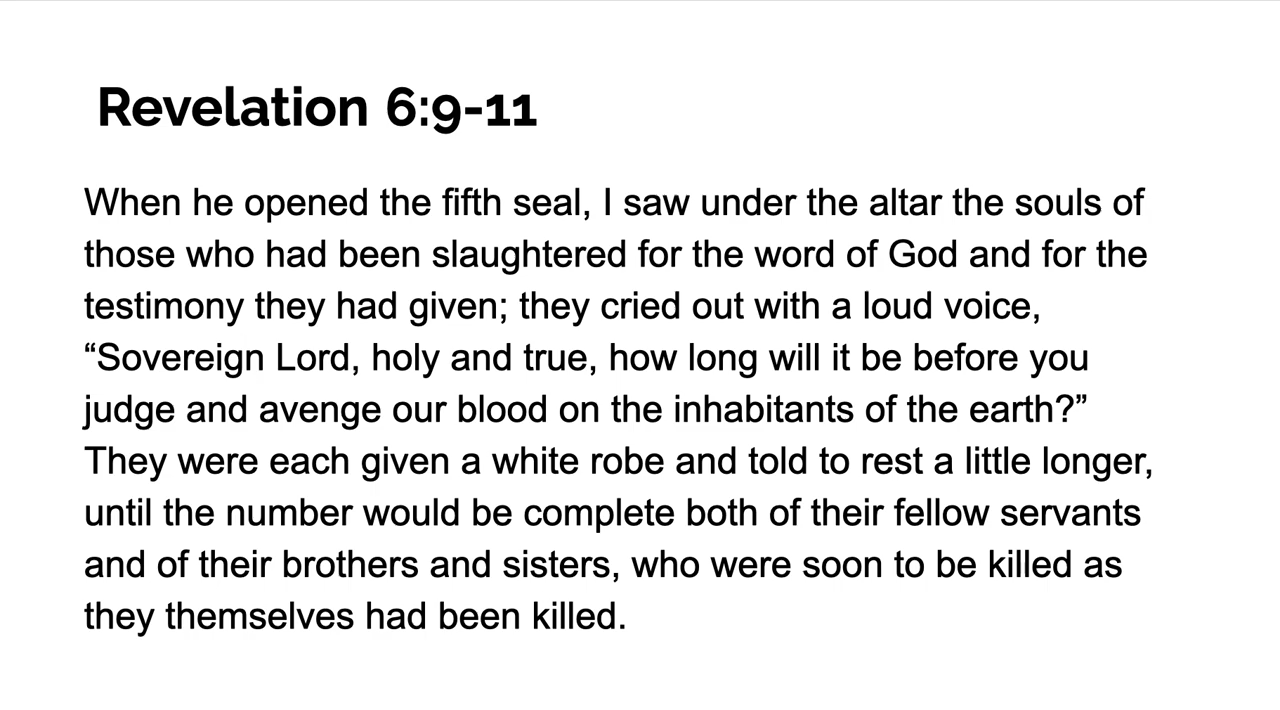 Revelation 6:9-11
When he opened the fifth seal, I saw under the altar the souls of
those who had been slaughtered for the word of God and for the
testimony they had given; they cried out with a loud voice,
“Sovereign Lord, holy and true, how long will it be before you
judge and avenge our blood on the inhabitants of the earth?”
They were each given a white robe and told to rest a little longer,
until the number would be complete both of their fellow servants
and of their brothers and sisters, who were soon to be killed as
they themselves had been killed.